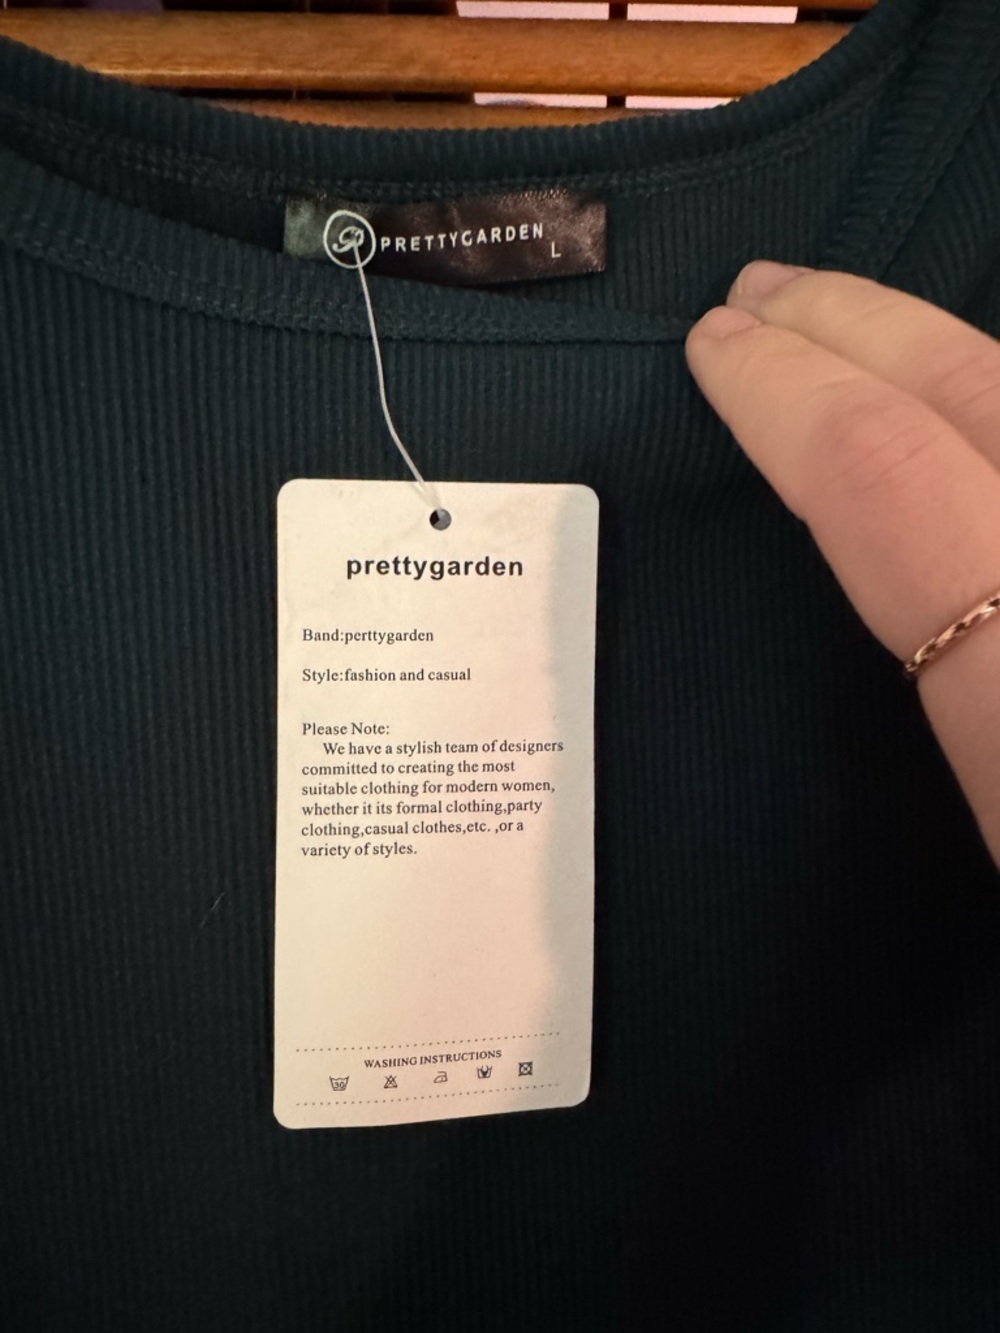 PRETTYGARDEN
L
prettygarden
Band:perttygarden
Style:fashion and casual
Please Note:
We have a stylish team of designers
committed to creating the most
suitable clothing for modern women,
whether it its formal clothing,party
clothing,casual clothes,etc. ,or a
variety of styles.
WASHING INSTRUCTIONS
30